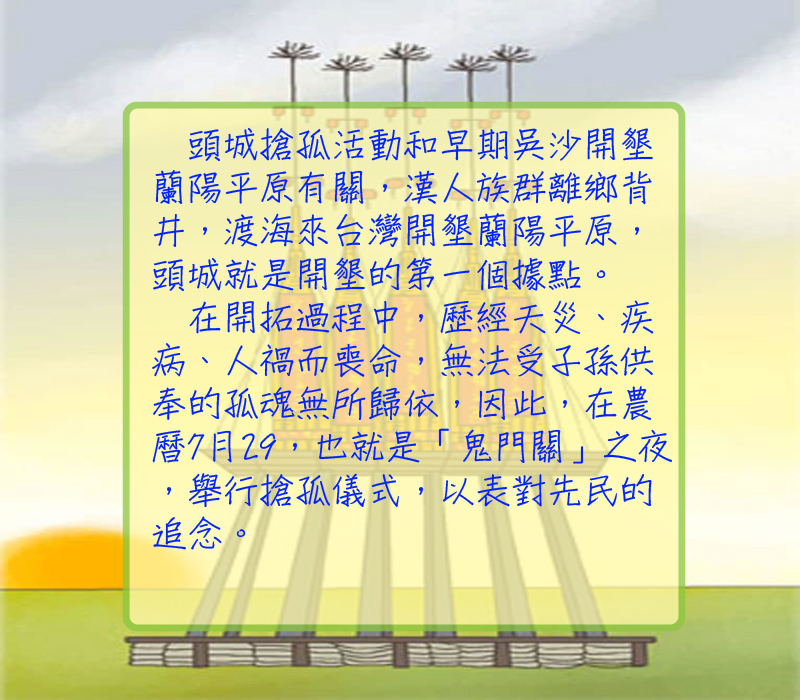 頭城搶孤活動和早期吳沙開墾
蘭陽平原有關，漢人族群離鄉背
井，渡海來台灣開墾蘭陽平原，
頭城就是開墾的第一個據點。
在開拓過程中，歷經天災、疾
病、人禍而喪命，無法受子孫供
奉的孤魂無所歸依，因此，在農
曆7月29，也就是「鬼門關」之夜
，舉行搶孤儀式，以表對先民的
追念。